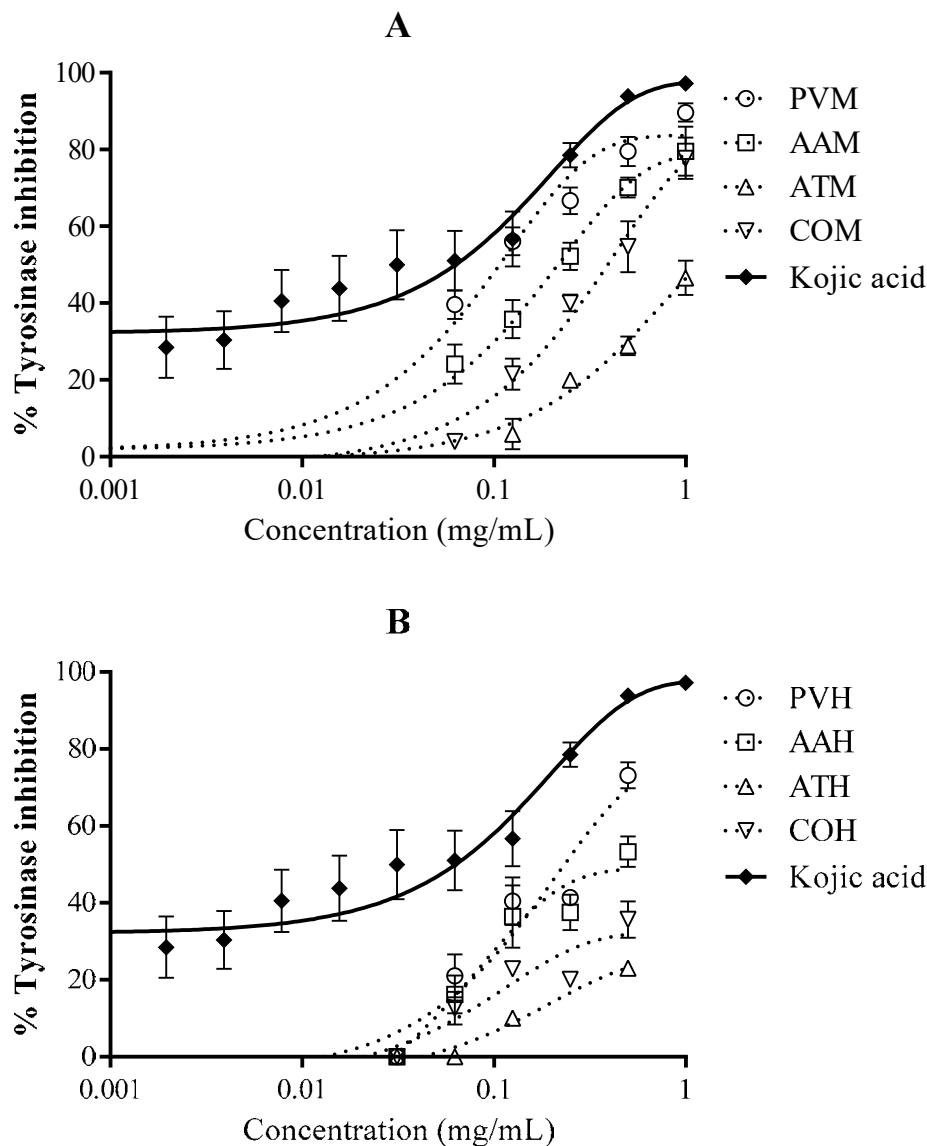 A
% Tyrosinase inhibition
100
80
60
40
20
0
0.001
0.01
0.1
1
Concentration (mg/mL)
PVM
AAM
ATM
COM
Kojic acid
B
% Tyrosinase inhibition
100
80
60
40
20
0
0.001
0.01
0.1
1
Concentration (mg/mL)
PVH
AAH
ATH
COH
Kojic acid